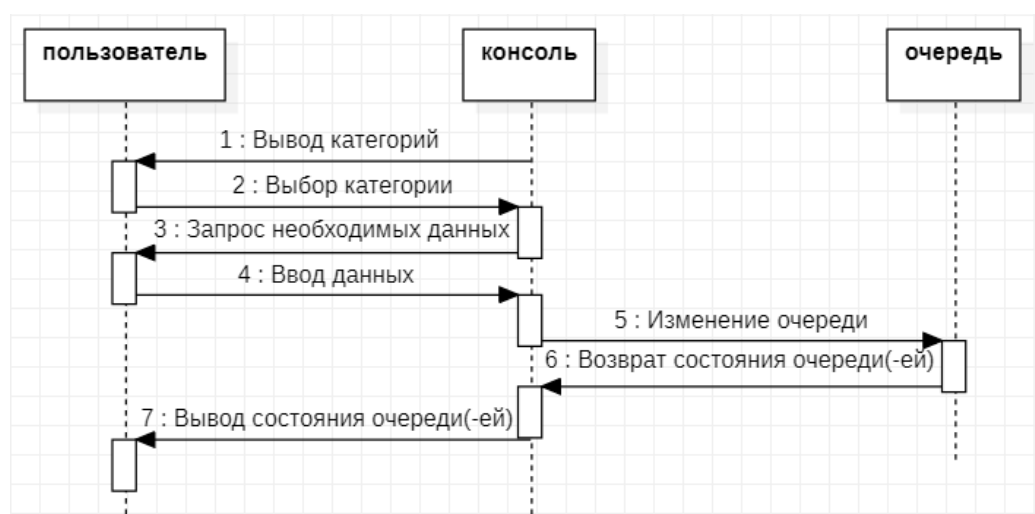 пользователь
консоль
очередь
1 : Вывод категорий
2 : Выбор категории
3 : Запрос необходимых данных
4 : Ввод данных
5 : Изменение очереди
6 : Возврат состояния очереди(-ей)
7 : Вывод состояния очереди(-ей)